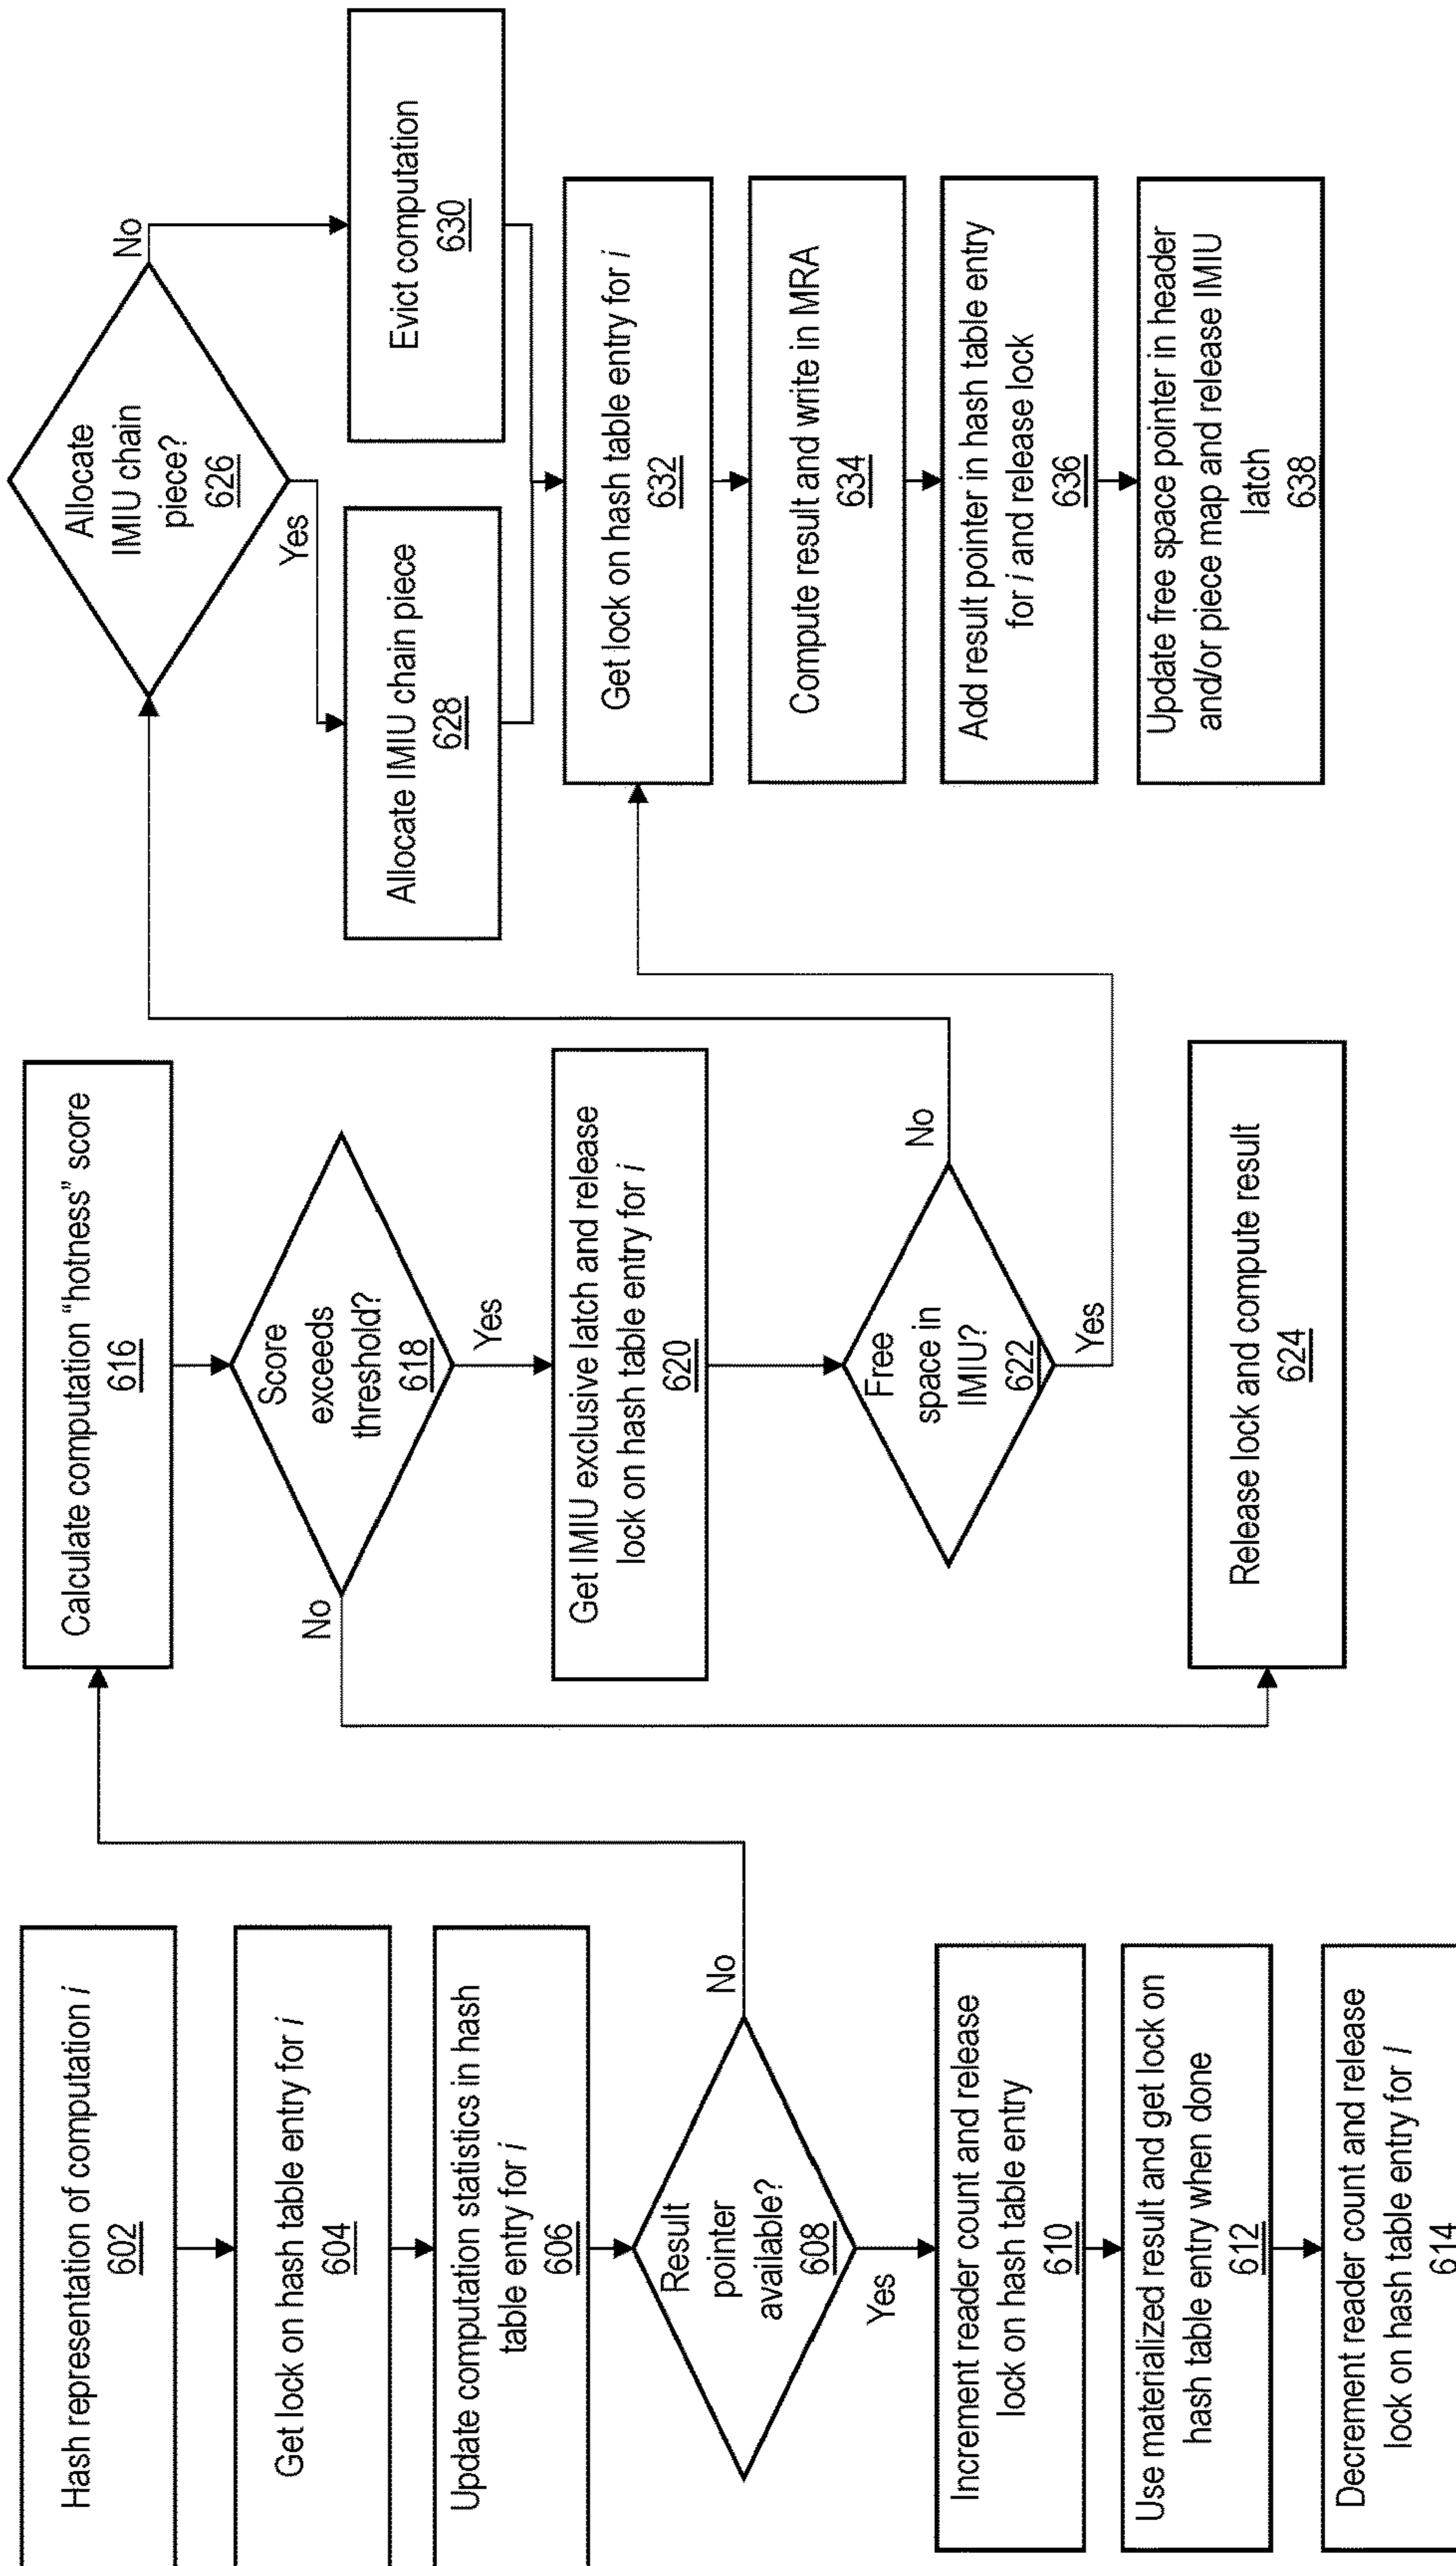 Hash representation of computation i
602
Get lock on hash table entry for i
604
Update computation statistics in hash
table entry for i
606
Result
pointer
available?
608
No
Yes
Increment reader count and release
lock on hash table entry
610
Use materialized result and get lock on
hash table entry when done
612
Decrement reader count and release
lock on hash table entry for i
614
Calculate computation “hotness” score
616
Score
exceeds
threshold?
618
No
Yes
Get IMIU exclusive latch and release
lock on hash table entry for i
620
Free
space in
IMIU?
622
No
Yes
Release lock and compute result
624
Allocate
IMIU chain
piece?
626
No
Yes
Allocate IMIU chain piece
628
Evict computation
630
Get lock on hash table entry for i
632
Compute result and write in MRA
634
Add result pointer in hash table entry
for i and release lock
636
Update free space pointer in header
and/or piece map and release IMIU
latch
638